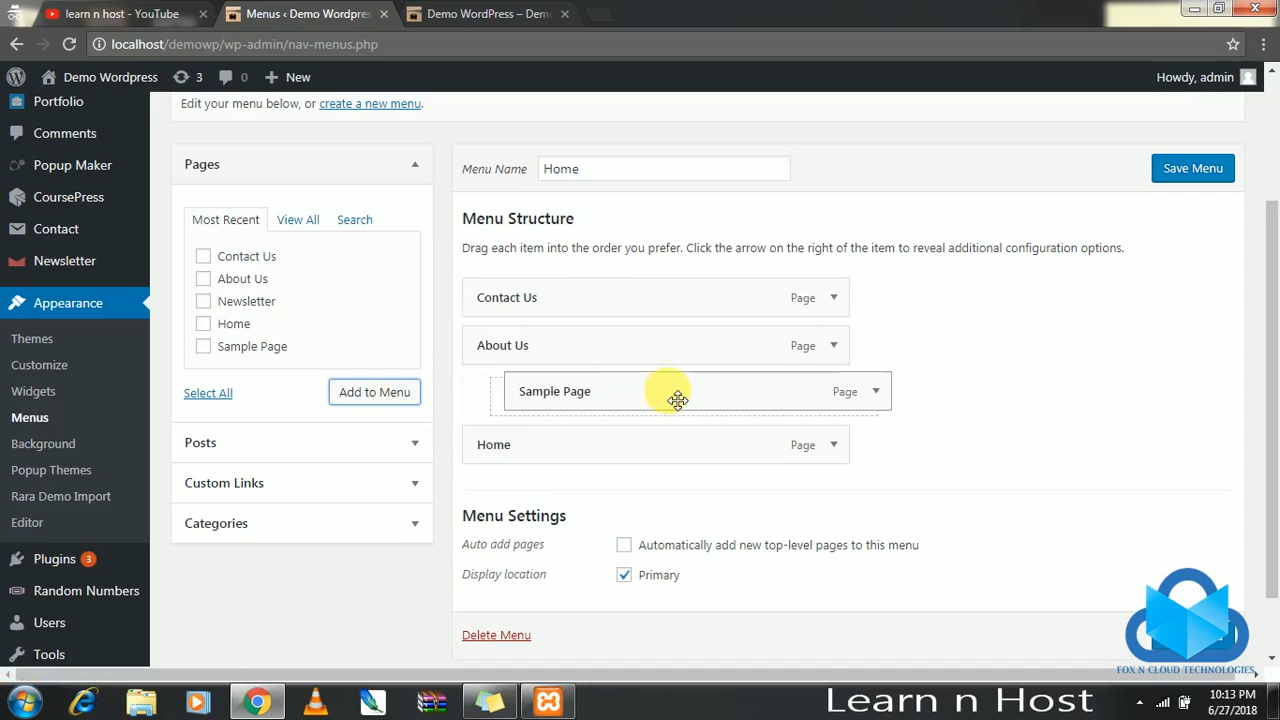 learn n host - YouTube
Menus ‹ Demo Wordpres
Demo WordPress – Dem
localhost/demowp/wp-admin/nav-menus.php
Demo Wordpress 3 0 New
Howdy, admin
Portfolio
Comments
Popup Maker
CoursePress
Contact
Newsletter
Appearance
Themes
Customize
Widgets
Menus
Background
Popup Themes
Rara Demo Import
Editor
Plugins 3
Random Numbers
Users
Tools
Edit your menu below, or create a new menu.
Pages
Most Recent View All Search
Contact Us
About Us
Newsletter
Home
Sample Page
Select All
Add to Menu
Posts
Custom Links
Categories
Menu Name Home
Save Menu
Menu Structure
Drag each item into the order you prefer. Click the arrow on the right of the item to reveal additional configuration options.
Contact Us Page
About Us Page
Sample Page Page
Home Page
Menu Settings
Auto add pages Automatically add new top-level pages to this menu
Display location Primary
Delete Menu
FOX N CLOUD TECHNOLOGIES
Learn n Host
10:13 PM
6/27/2018